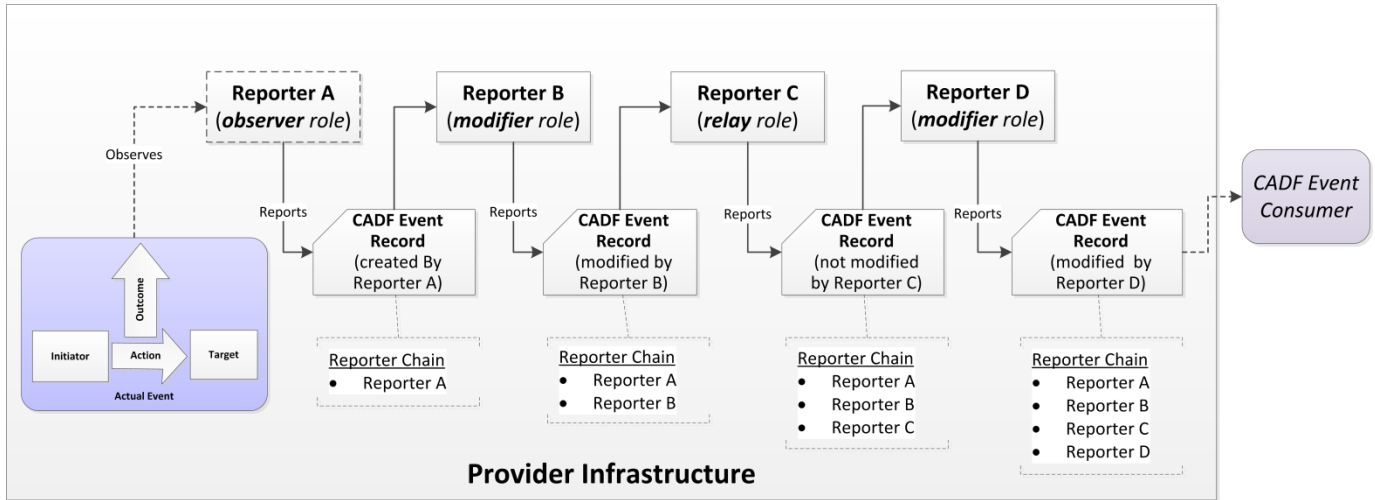 Reporter A
(observer role)
Reporter B
(modifier role)
Reporter C
(relay role)
Reporter D
(modifier role)
Observes
Reports
Reports
Reports
Reports
CADF Event
Record
(created By
Reporter A)
CADF Event
Record
(modified by
Reporter B)
CADF Event
Record
(not modified
by Reporter C)
CADF Event
Record
(modified by
Reporter D)
CADF Event
Consumer
Outcome
Initiator
Action
Target
Actual Event
Reporter Chain
• Reporter A
Reporter Chain
• Reporter A
• Reporter B
Reporter Chain
• Reporter A
• Reporter B
• Reporter C
Reporter Chain
• Reporter A
• Reporter B
• Reporter C
• Reporter D
Provider Infrastructure